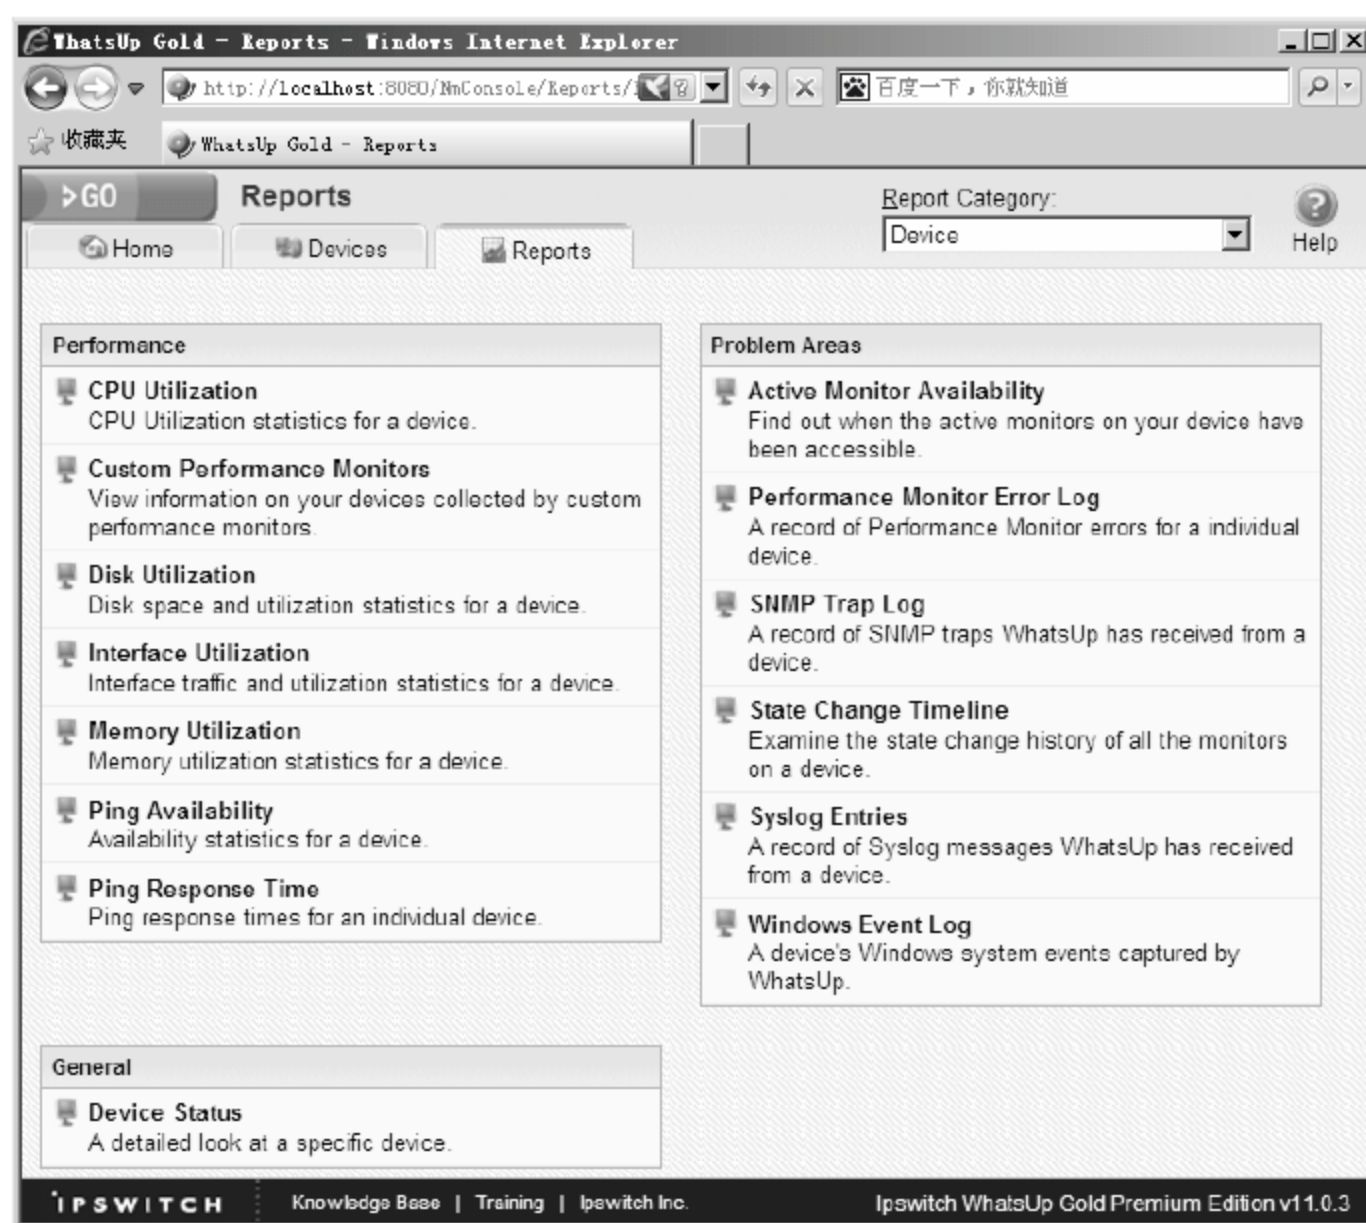 WhatsUp Gold - Reports - Windows Internet Explorer
http://localhost:8080/NmConsole/Reports/
百度一下，你就知道
收藏夹
WhatsUp Gold - Reports
GO
Reports
Report Category:
Device
Help
Home
Devices
Reports
Performance
CPU Utilization
CPU Utilization statistics for a device.
Custom Performance Monitors
View information on your devices collected by custom
performance monitors.
Disk Utilization
Disk space and utilization statistics for a device.
Interface Utilization
Interface traffic and utilization statistics for a device.
Memory Utilization
Memory utilization statistics for a device.
Ping Availability
Availability statistics for a device.
Ping Response Time
Ping response times for an individual device.
Problem Areas
Active Monitor Availability
Find out when the active monitors on your device have
been accessible.
Performance Monitor Error Log
A record of Performance Monitor errors for a individual
device.
SNMP Trap Log
A record of SNMP traps WhatsUp has received from a
device.
State Change Timeline
Examine the state change history of all the monitors
on a device.
Syslog Entries
A record of Syslog messages WhatsUp has received
from a device.
Windows Event Log
A device's Windows system events captured by
WhatsUp.
General
Device Status
A detailed look at a specific device.
IPSWITCH
Knowledge Base | Training | Ipswitch Inc.
Ipswitch WhatsUp Gold Premium Edition v11.0.3